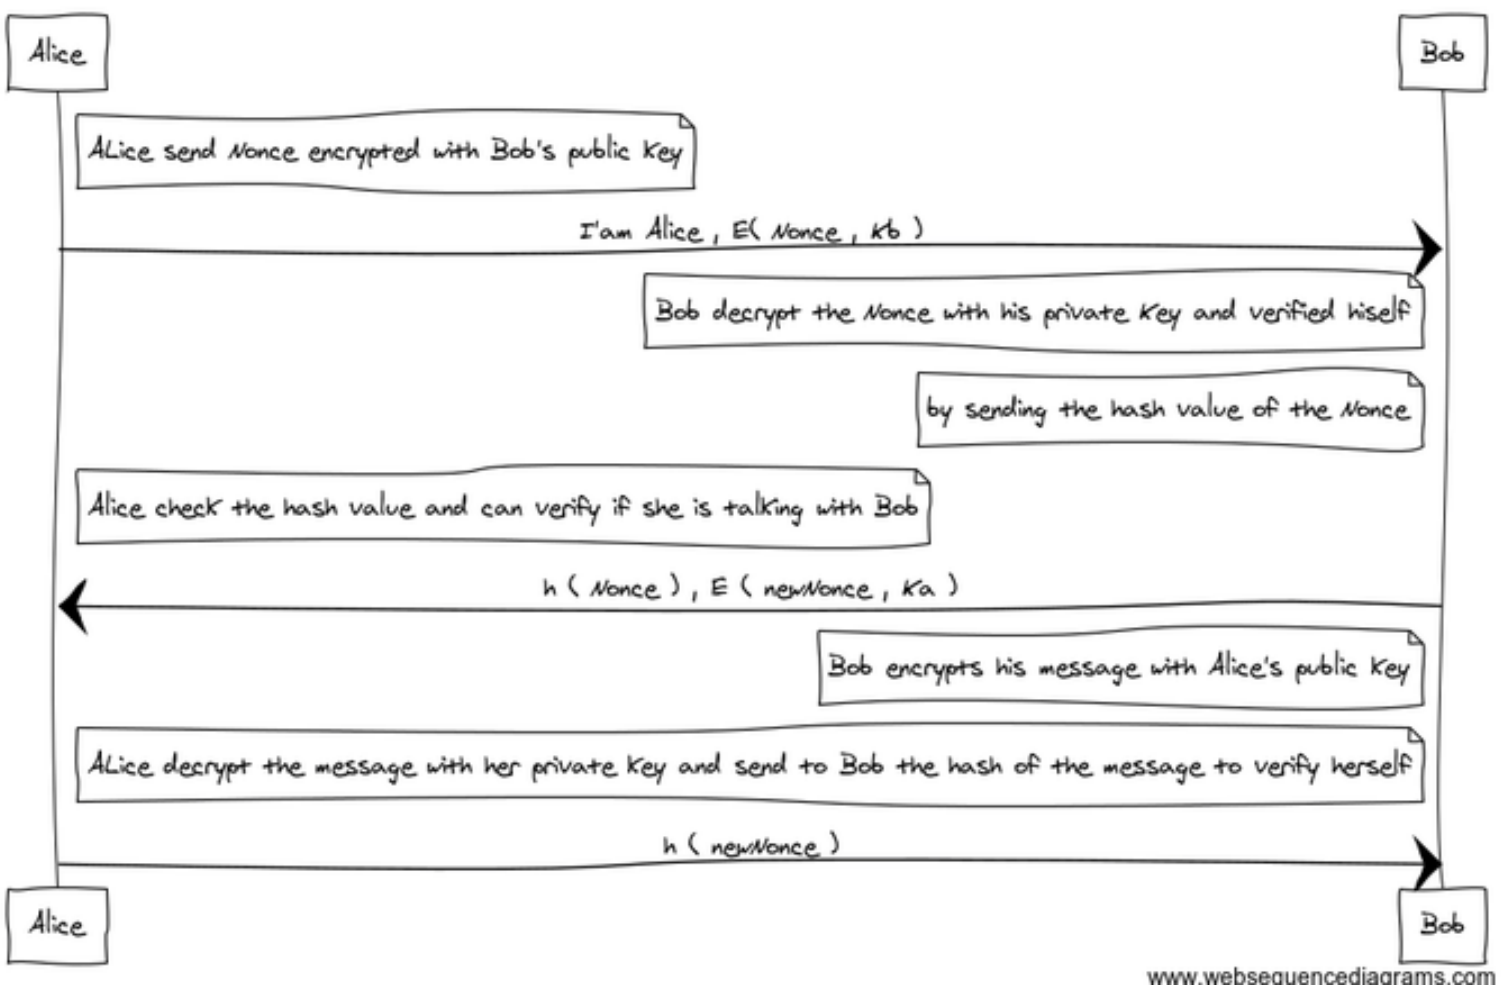 Alice
Bob
ALice send Nonce encrypted with Bob's public Key
I'am Alice , E( Nonce , Kb )
Bob decrypt the Nonce with his private Key and verified hiself
by sending the hash value of the Nonce
Alice check the hash value and can verify if she is talking with Bob
h ( Nonce ) , E ( newNonce , Ka )
Bob encrypts his message with Alice's public Key
ALice decrypt the message with her private Key and send to Bob the hash of the message to verify herself
h ( newNonce )
Alice
Bob
www.websequencediagrams.com